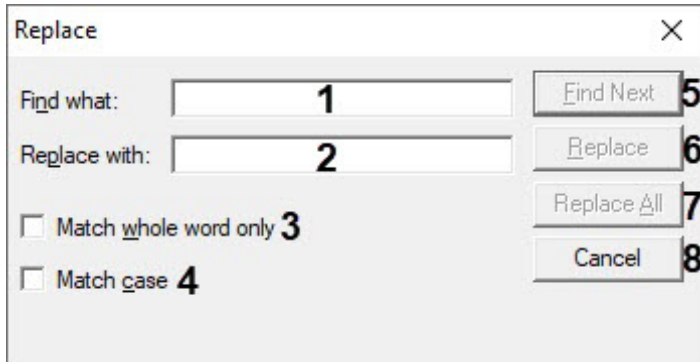 Replace
Find what: 1 Find Next 5
Replace with: 2 Replace 6
Replace All 7
Match whole word only 3
Cancel 8
Match case 4